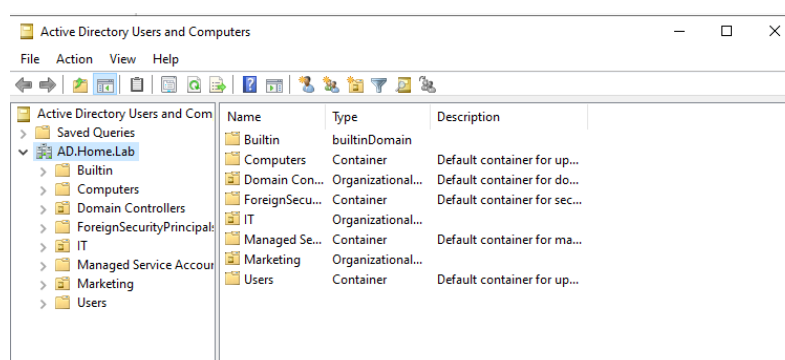 Active Directory Users and Computers
File Action View Help
Active Directory Users and Com
Saved Queries
AD.Home.Lab
Builtin
Computers
Domain Controllers
ForeignSecurityPrincipals
IT
Managed Service Accour
Marketing
Users
Name Type Description
Builtin builtinDomain
Computers Container Default container for up...
Domain Con... Organizational... Default container for do...
ForeignSecu... Container Default container for sec...
IT Organizational...
Managed Se... Container Default container for ma...
Marketing Organizational...
Users Container Default container for up...